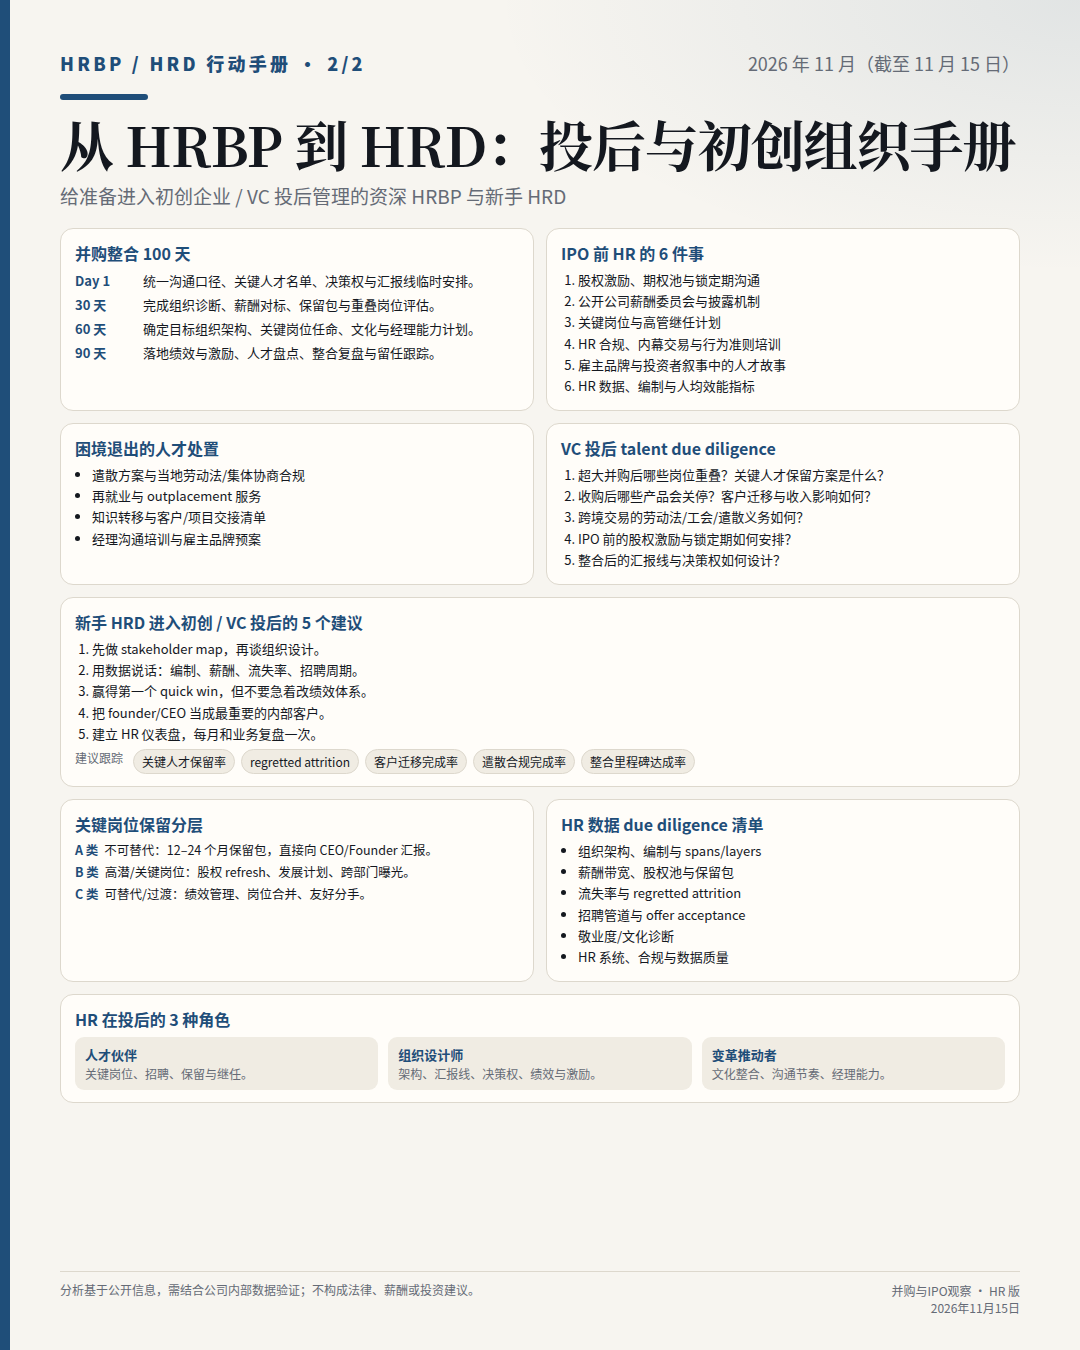 HRBP / HRD 行动手册 · 2/2
2026 年 11 月（截至 11 月 15 日）
从 HRBP 到 HRD：投后与初创组织手册
给准备进入初创企业 / VC 投后管理的资深 HRBP 与新手 HRD
并购整合 100 天
Day 1 统一沟通口径、关键人才名单、决策权与汇报线临时安排。
30 天 完成组织诊断、薪酬对标、保留包与重叠岗位评估。
60 天 确定目标组织架构、关键岗位任命、文化与经理能力计划。
90 天 落地绩效与激励、人才盘点、整合复盘与留任跟踪。
IPO 前 HR 的 6 件事
1. 股权激励、期权池与锁定期沟通
2. 公开公司薪酬委员会与披露机制
3. 关键岗位与高管继任计划
4. HR 合规、内幕交易与行为准则培训
5. 雇主品牌与投资者叙事中的人才故事
6. HR 数据、编制与人均效能指标
困境退出的人才处置
• 遣散方案与当地劳动法/集体协商合规
• 再就业与 outplacement 服务
• 知识转移与客户/项目交接清单
• 经理沟通培训与雇主品牌预案
VC 投后 talent due diligence
1. 超大并购后哪些岗位重叠？关键人才保留方案是什么？
2. 收购后哪些产品会关停？客户迁移与收入影响如何？
3. 跨境交易的劳动法/工会/遣散义务如何？
4. IPO 前的股权激励与锁定期如何安排？
5. 整合后的汇报线与决策权如何设计？
新手 HRD 进入初创 / VC 投后的 5 个建议
1. 先做 stakeholder map，再谈组织设计。
2. 用数据说话：编制、薪酬、流失率、招聘周期。
3. 赢得第一个 quick win，但不要急着改绩效体系。
4. 把 founder/CEO 当成最重要的内部客户。
5. 建立 HR 仪表盘，每月和业务复盘一次。
建议跟踪 关键人才保留率 regretted attrition 客户迁移完成率 遣散合规完成率 整合里程碑达成率
关键岗位保留分层
A 类 不可替代：12–24 个月保留包，直接向 CEO/Founder 汇报。
B 类 高潜/关键岗位：股权 refresh、发展计划、跨部门曝光。
C 类 可替代/过渡：绩效管理、岗位合并、友好分手。
HR 数据 due diligence 清单
• 组织架构、编制与 spans/layers
• 薪酬带宽、股权池与保留包
• 流失率与 regretted attrition
• 招聘管道与 offer acceptance
• 敬业度/文化诊断
• HR 系统、合规与数据质量
HR 在投后的 3 种角色
人才伙伴
关键岗位、招聘、保留与继任。
组织设计师
架构、汇报线、决策权、绩效与激励。
变革推动者
文化整合、沟通节奏、经理能力。
分析基于公开信息，需结合公司内部数据验证；不构成法律、薪酬或投资建议。
并购与IPO观察 · HR 版
2026年11月15日